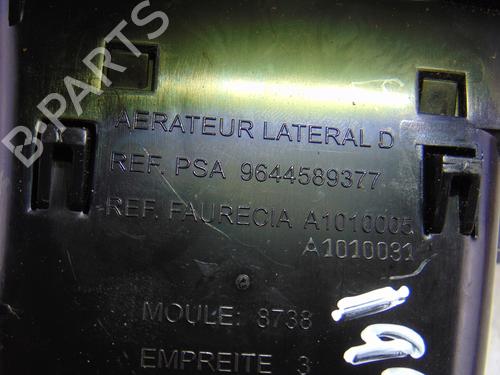 B-PARTS
AERATEUR LATERAL D
REF. PSA 9644589377
REF. FAURECIA A1010005
A1010031
MOULE: 8738
EMPREITE 3